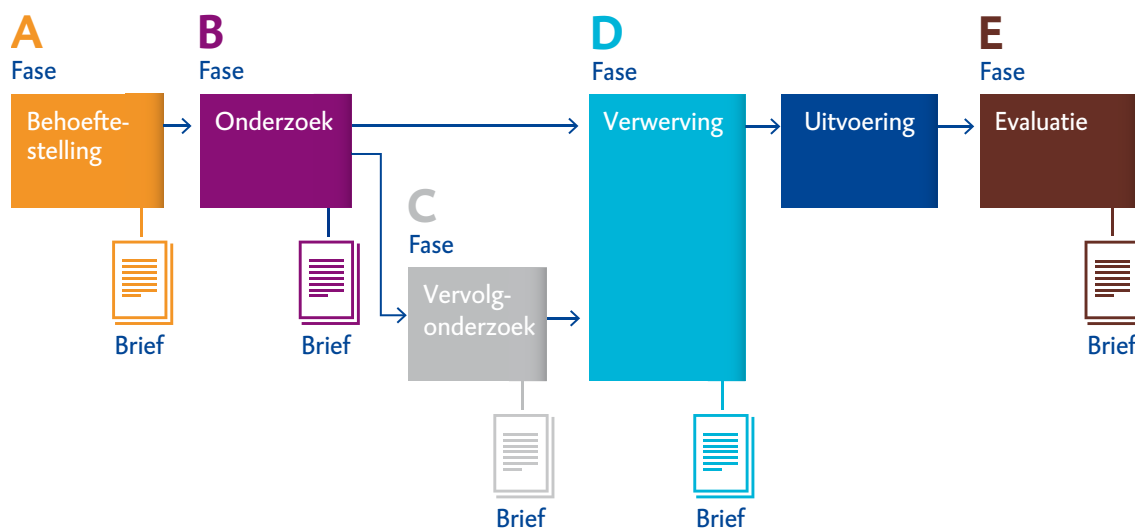 A
Fase
Behoefte-
stelling
Brief
B
Fase
Onderzoek
Brief
C
Fase
Vervolg-
onderzoek
Brief
D
Fase
Verwerving
Brief
Uitvoering
E
Fase
Evaluatie
Brief